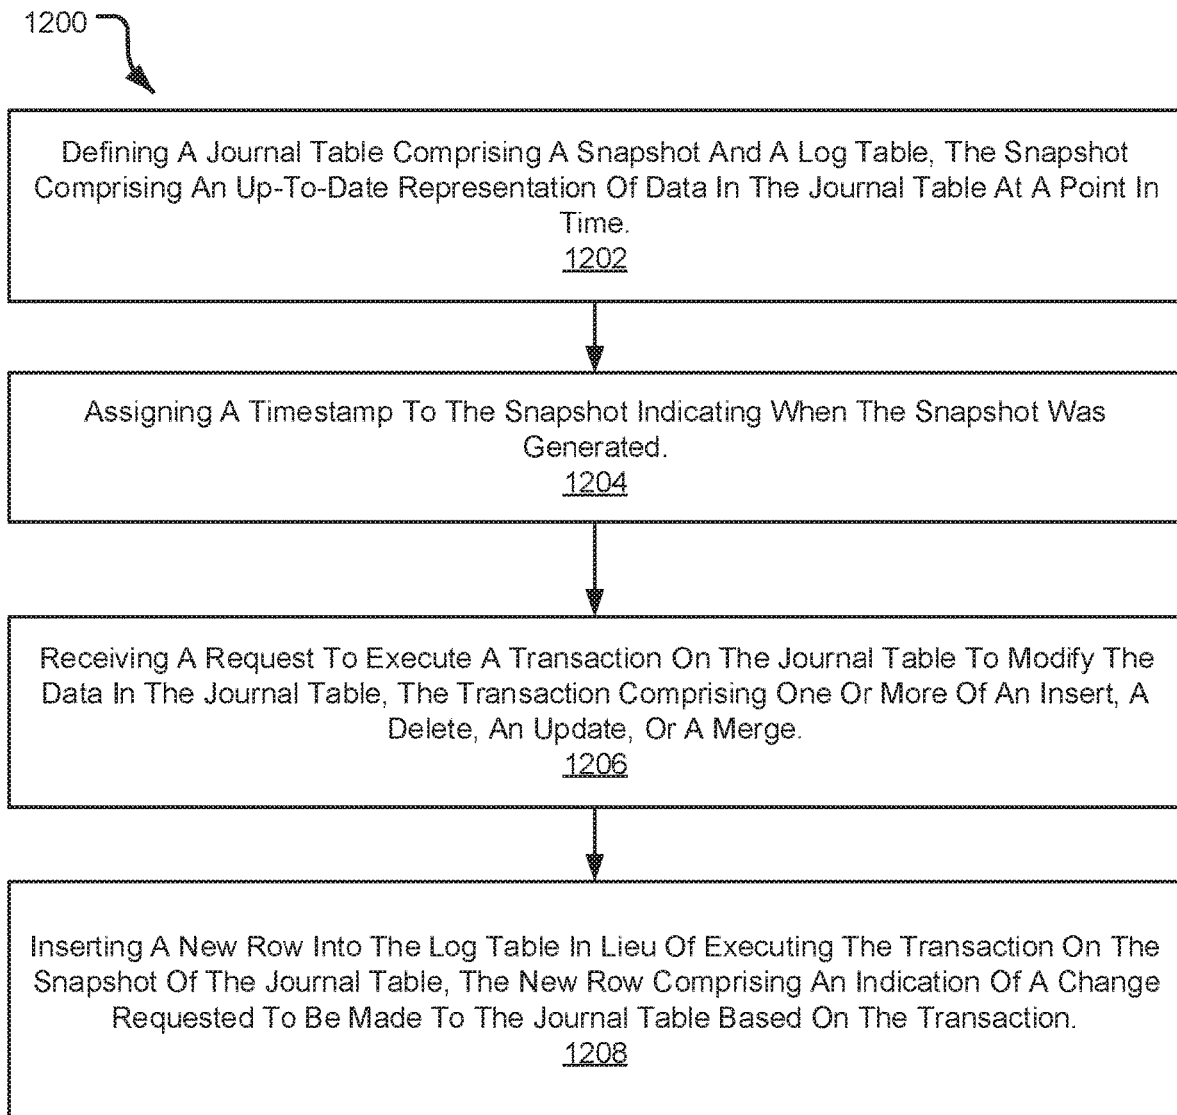 1200
Defining A Journal Table Comprising A Snapshot And A Log Table, The Snapshot
Comprising An Up-To-Date Representation Of Data In The Journal Table At A Point In
Time.
1202
Assigning A Timestamp To The Snapshot Indicating When The Snapshot Was
Generated.
1204
Receiving A Request To Execute A Transaction On The Journal Table To Modify The
Data In The Journal Table, The Transaction Comprising One Or More Of An Insert, A
Delete, An Update, Or A Merge.
1206
Inserting A New Row Into The Log Table In Lieu Of Executing The Transaction On The
Snapshot Of The Journal Table, The New Row Comprising An Indication Of A Change
Requested To Be Made To The Journal Table Based On The Transaction.
1208